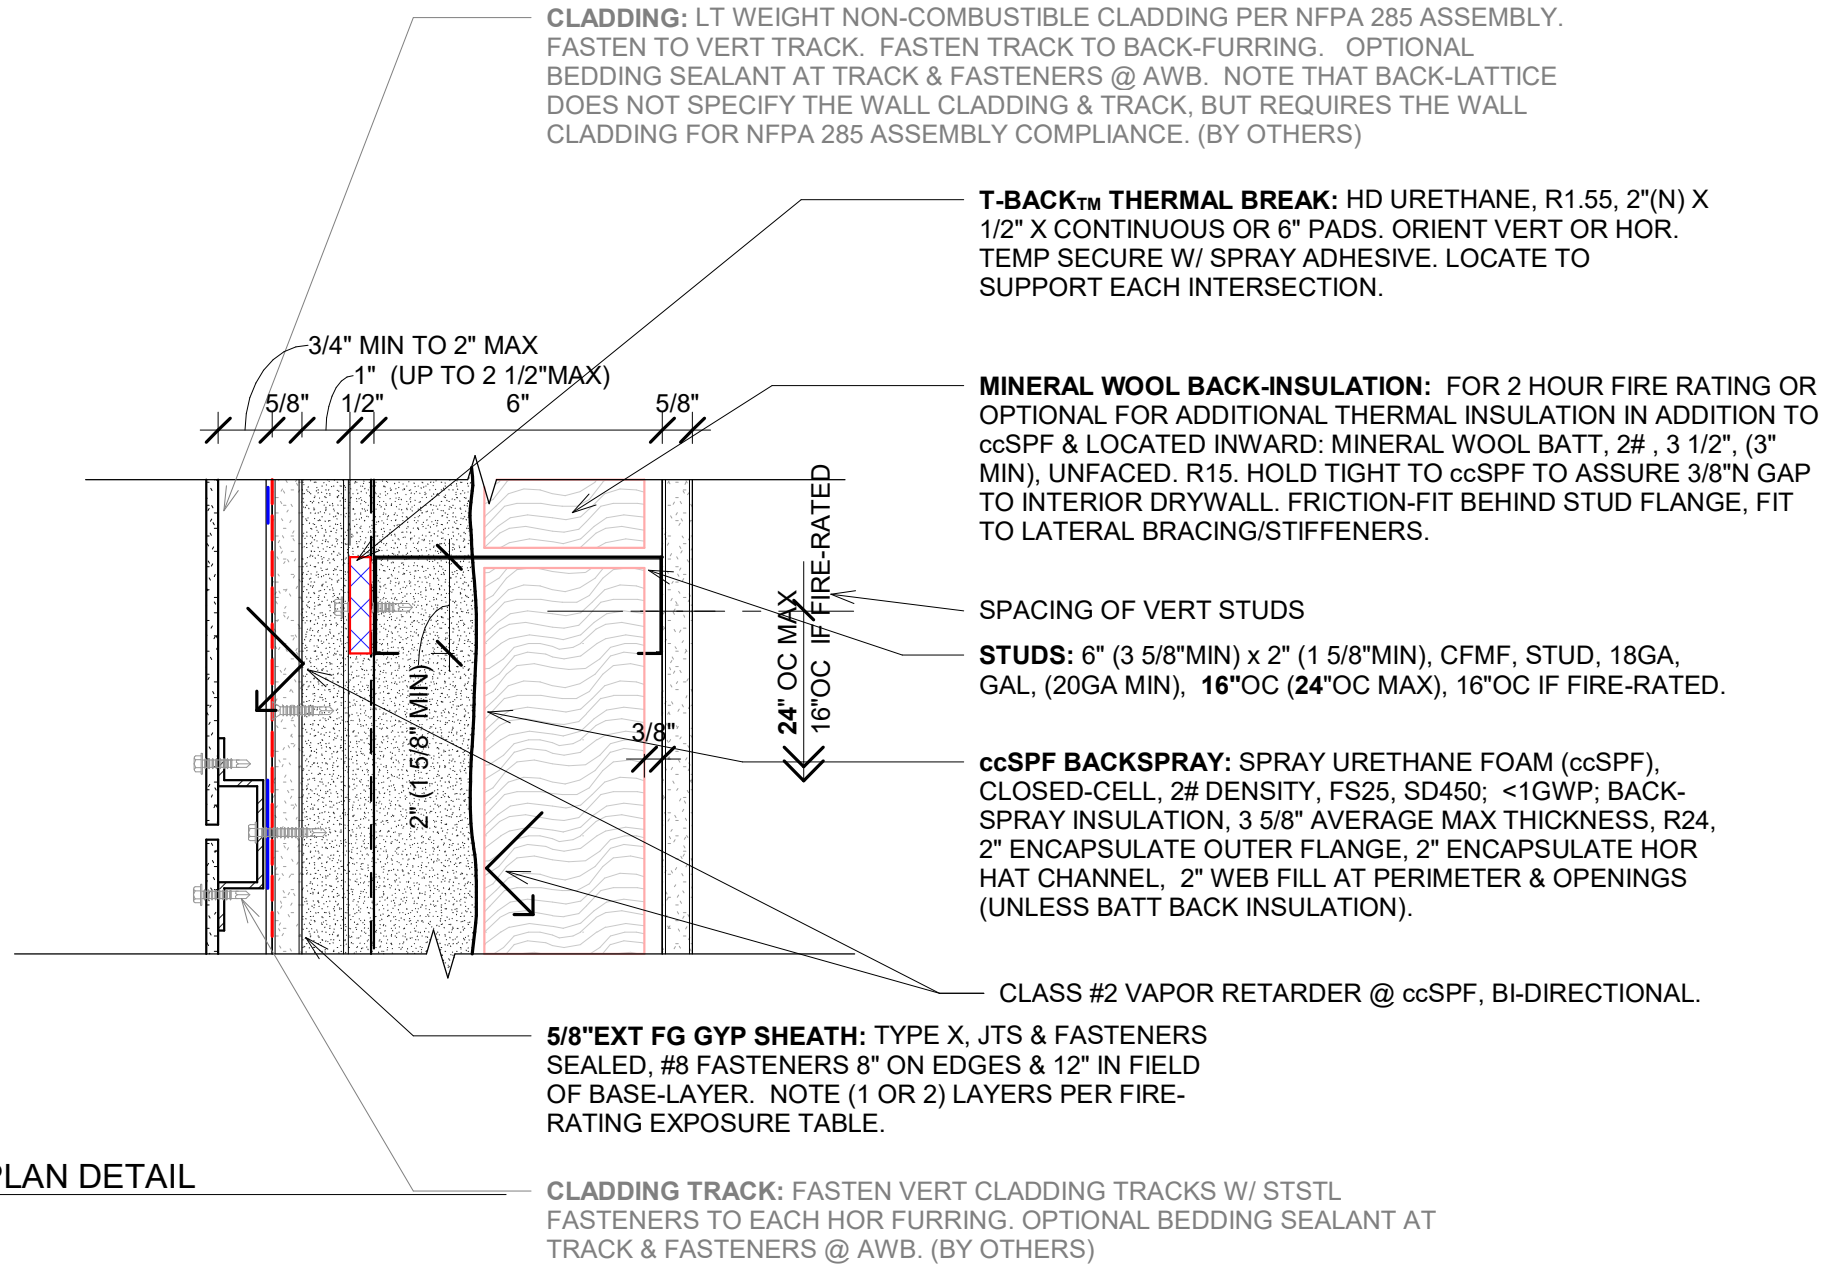 CLADDING: LT WEIGHT NON-COMBUSTIBLE CLADDING PER NFPA 285 ASSEMBLY.
FASTEN TO VERT TRACK. FASTEN TRACK TO BACK-FURRING. OPTIONAL
BEDDING SEALANT AT TRACK & FASTENERS @ AWB. NOTE THAT BACK-LATTICE
DOES NOT SPECIFY THE WALL CLADDING & TRACK, BUT REQUIRES THE WALL
CLADDING FOR NFPA 285 ASSEMBLY COMPLIANCE. (BY OTHERS)
T-BACK™ THERMAL BREAK: HD URETHANE, R1.55, 2"(N) X
1/2" X CONTINUOUS OR 6" PADS. ORIENT VERT OR HOR.
TEMP SECURE W/ SPRAY ADHESIVE. LOCATE TO
SUPPORT EACH INTERSECTION.
3/4" MIN TO 2" MAX
1" (UP TO 2 1/2"MAX)
5/8" 1/2" 6" 5/8"
MINERAL WOOL BACK-INSULATION: FOR 2 HOUR FIRE RATING OR
OPTIONAL FOR ADDITIONAL THERMAL INSULATION IN ADDITION TO
ccSPF & LOCATED INWARD: MINERAL WOOL BATT, 2# , 3 1/2", (3"
MIN), UNFACED. R15. HOLD TIGHT TO ccSPF TO ASSURE 3/8"N GAP
TO INTERIOR DRYWALL. FRICTION-FIT BEHIND STUD FLANGE, FIT
TO LATERAL BRACING/STIFFENERS.
24" OC MAX
16"OC IF FIRE-RATED
2" (1 5/8" MIN)
3/8"
SPACING OF VERT STUDS
STUDS: 6" (3 5/8"MIN) x 2" (1 5/8"MIN), CFMF, STUD, 18GA,
GAL, (20GA MIN), 16"OC (24"OC MAX), 16"OC IF FIRE-RATED.
ccSPF BACKSPRAY: SPRAY URETHANE FOAM (ccSPF),
CLOSED-CELL, 2# DENSITY, FS25, SD450; <1GWP; BACK-
SPRAY INSULATION, 3 5/8" AVERAGE MAX THICKNESS, R24,
2" ENCAPSULATE OUTER FLANGE, 2" ENCAPSULATE HOR
HAT CHANNEL, 2" WEB FILL AT PERIMETER & OPENINGS
(UNLESS BATT BACK INSULATION).
CLASS #2 VAPOR RETARDER @ ccSPF, BI-DIRECTIONAL.
5/8"EXT FG GYP SHEATH: TYPE X, JTS & FASTENERS
SEALED, #8 FASTENERS 8" ON EDGES & 12" IN FIELD
OF BASE-LAYER. NOTE (1 OR 2) LAYERS PER FIRE-
RATING EXPOSURE TABLE.
PLAN DETAIL
CLADDING TRACK: FASTEN VERT CLADDING TRACKS W/ STSTL
FASTENERS TO EACH HOR FURRING. OPTIONAL BEDDING SEALANT AT
TRACK & FASTENERS @ AWB. (BY OTHERS)